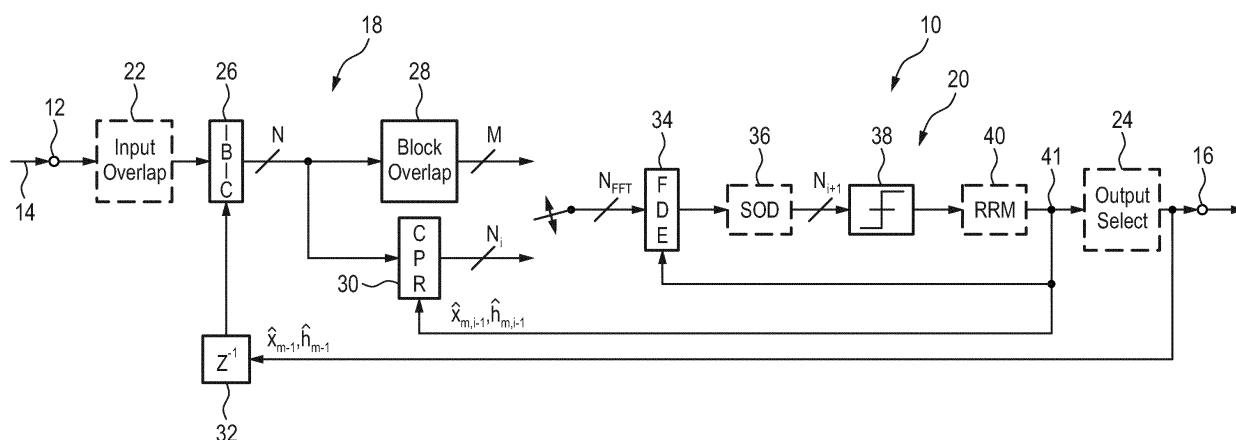 18
10
22
26
28
20
34
36
38
40
24
12
41
16
Input
Overlap
I
B
I
C
N
Block
Overlap
M
N_FFT
F
D
E
SOD
N_i+1
RRM
Output
Select
14
C
P
R
N_i
30
x̂_m,i-1,ĥ_m,i-1
x̂_m-1,ĥ_m-1
Z^-1
32